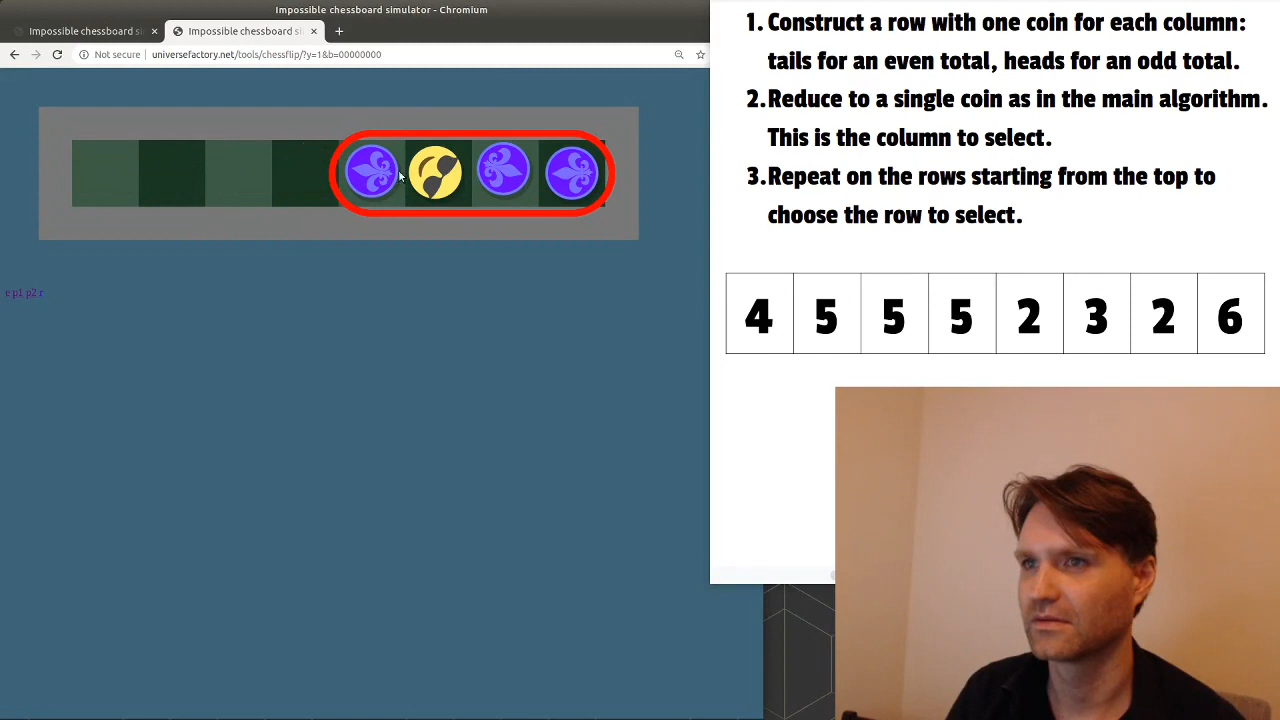 Impossible chessboard simulator - Chromium
Impossible chessboard si
Impossible chessboard si
Not secure universefactory.net/tools/chessflip/?y=1&b=00000000
c p1 p2 r
1. Construct a row with one coin for each column:
tails for an even total, heads for an odd total.
2. Reduce to a single coin as in the main algorithm.
This is the column to select.
3. Repeat on the rows starting from the top to
choose the row to select.
4 5 5 5 2 3 2 6